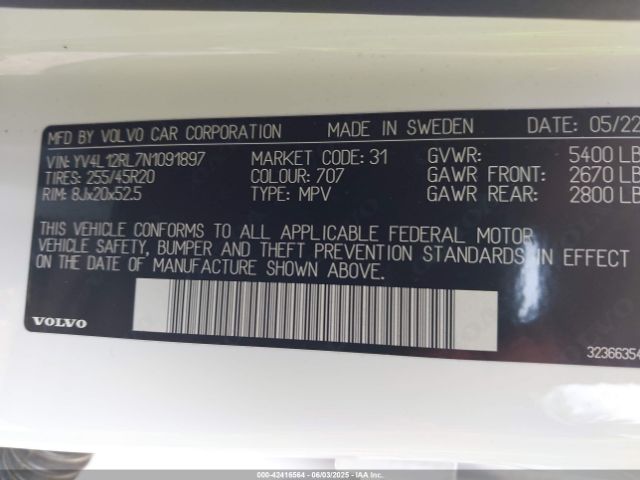 MFD BY VOLVO CAR CORPORATION MADE IN SWEDEN DATE: 05/22
VIN: YV4L12RL7N1091897 MARKET CODE: 31 GVWR: 5400 LB
TIRES: 255/45R20 COLOUR: 707 GAWR FRONT: 2670 LB
RIM: 8Jx20x52.5 TYPE: MPV GAWR REAR: 2800 LB
THIS VEHICLE CONFORMS TO ALL APPLICABLE FEDERAL MOTOR
VEHICLE SAFETY, BUMPER AND THEFT PREVENTION STANDARDS IN EFFECT
ON THE DATE OF MANUFACTURE SHOWN ABOVE.
VOLVO
32366354
000-42416564 - 06/03/2025 - IAA Inc.